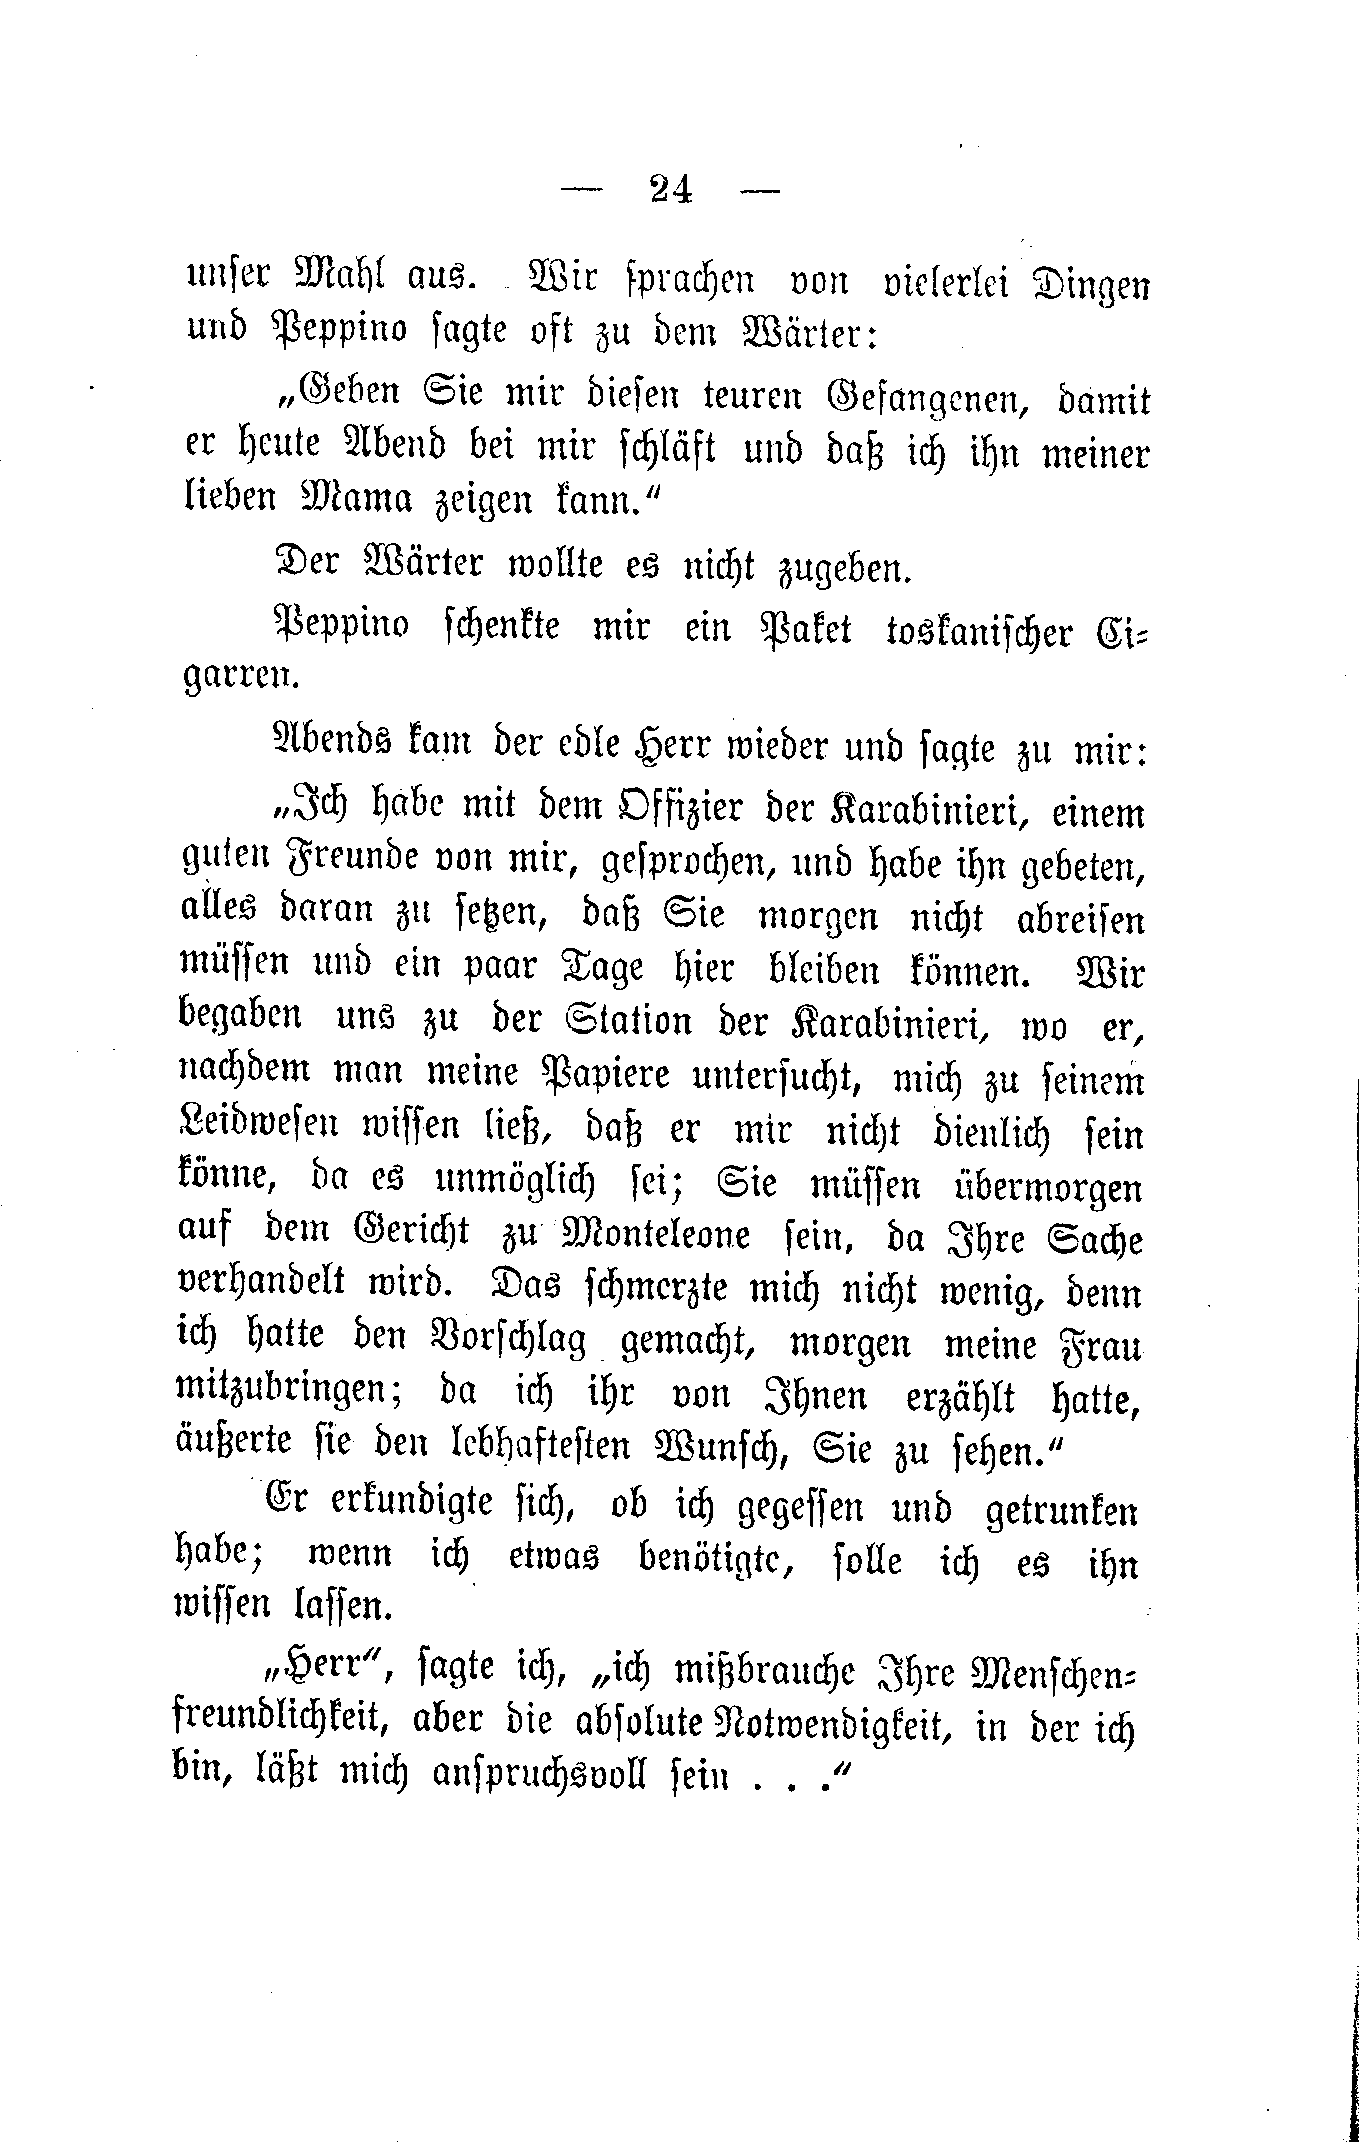 — 24 —
unser Mahl aus. Wir sprachen von vielerlei Dingen
und Peppino sagte oft zu dem Wärter:
„Geben Sie mir diesen teuren Gefangenen, damit
er heute Abend bei mir schläft und daß ich ihn meiner
lieben Mama zeigen kann.“
Der Wärter wollte es nicht zugeben.
Peppino schenkte mir ein Paket toskanischer Ci-
garren.
Abends kam der edle Herr wieder und sagte zu mir:
„Ich habe mit dem Offizier der Karabinieri, einem
guten Freunde von mir, gesprochen, und habe ihn gebeten,
alles daran zu setzen, daß Sie morgen nicht abreisen
müssen und ein paar Tage hier bleiben können. Wir
begaben uns zu der Station der Karabinieri, wo er,
nachdem man meine Papiere untersucht, mich zu seinem
Leidwesen wissen ließ, daß er mir nicht dienlich sein
könne, da es unmöglich sei; Sie müssen übermorgen
auf dem Gericht zu Monteleone sein, da Ihre Sache
verhandelt wird. Das schmerzte mich nicht wenig, denn
ich hatte den Vorschlag gemacht, morgen meine Frau
mitzubringen; da ich ihr von Ihnen erzählt hatte,
äußerte sie den lebhaftesten Wunsch, Sie zu sehen.“
Er erkundigte sich, ob ich gegessen und getrunken
habe; wenn ich etwas benötigte, solle ich es ihn
wissen lassen.
„Herr“, sagte ich, „ich mißbrauche Ihre Menschen-
freundlichkeit, aber die absolute Notwendigkeit, in der ich
bin, läßt mich anspruchsvoll sein . . .“